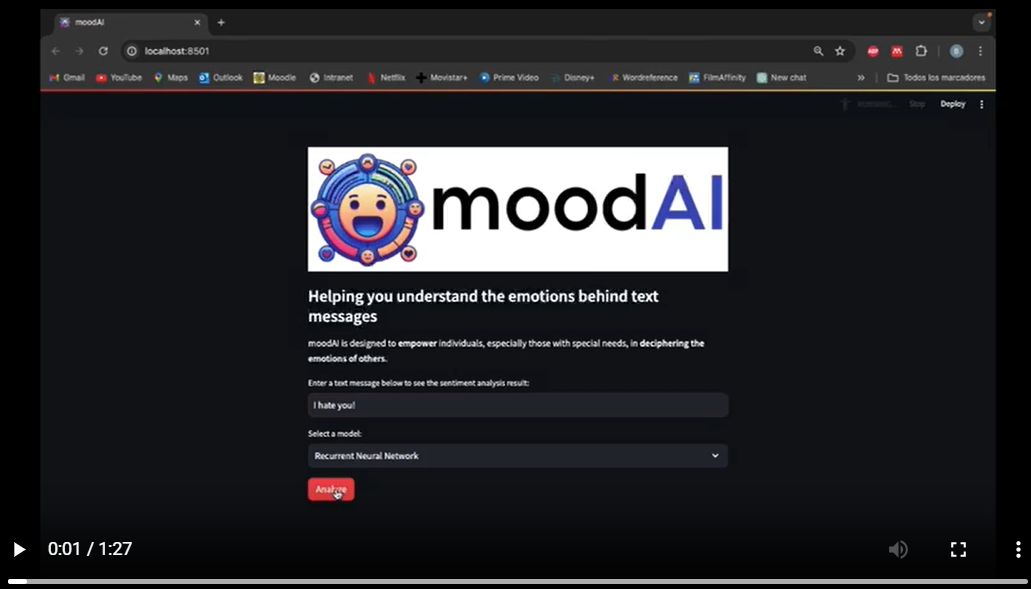 moodAI
localhost:8501
Gmail YouTube Maps Outlook Moodle Intranet Netflix Movistar+ Prime Video Disney+ Wordreference FilmAffinity New chat » Todos los marcadores
RUNNING... Stop Deploy
moodAI
Helping you understand the emotions behind text
messages
moodAI is designed to empower individuals, especially those with special needs, in deciphering the
emotions of others.
Enter a text message below to see the sentiment analysis result:
I hate you!
Select a model:
Recurrent Neural Network
Analyze
0:01 / 1:27